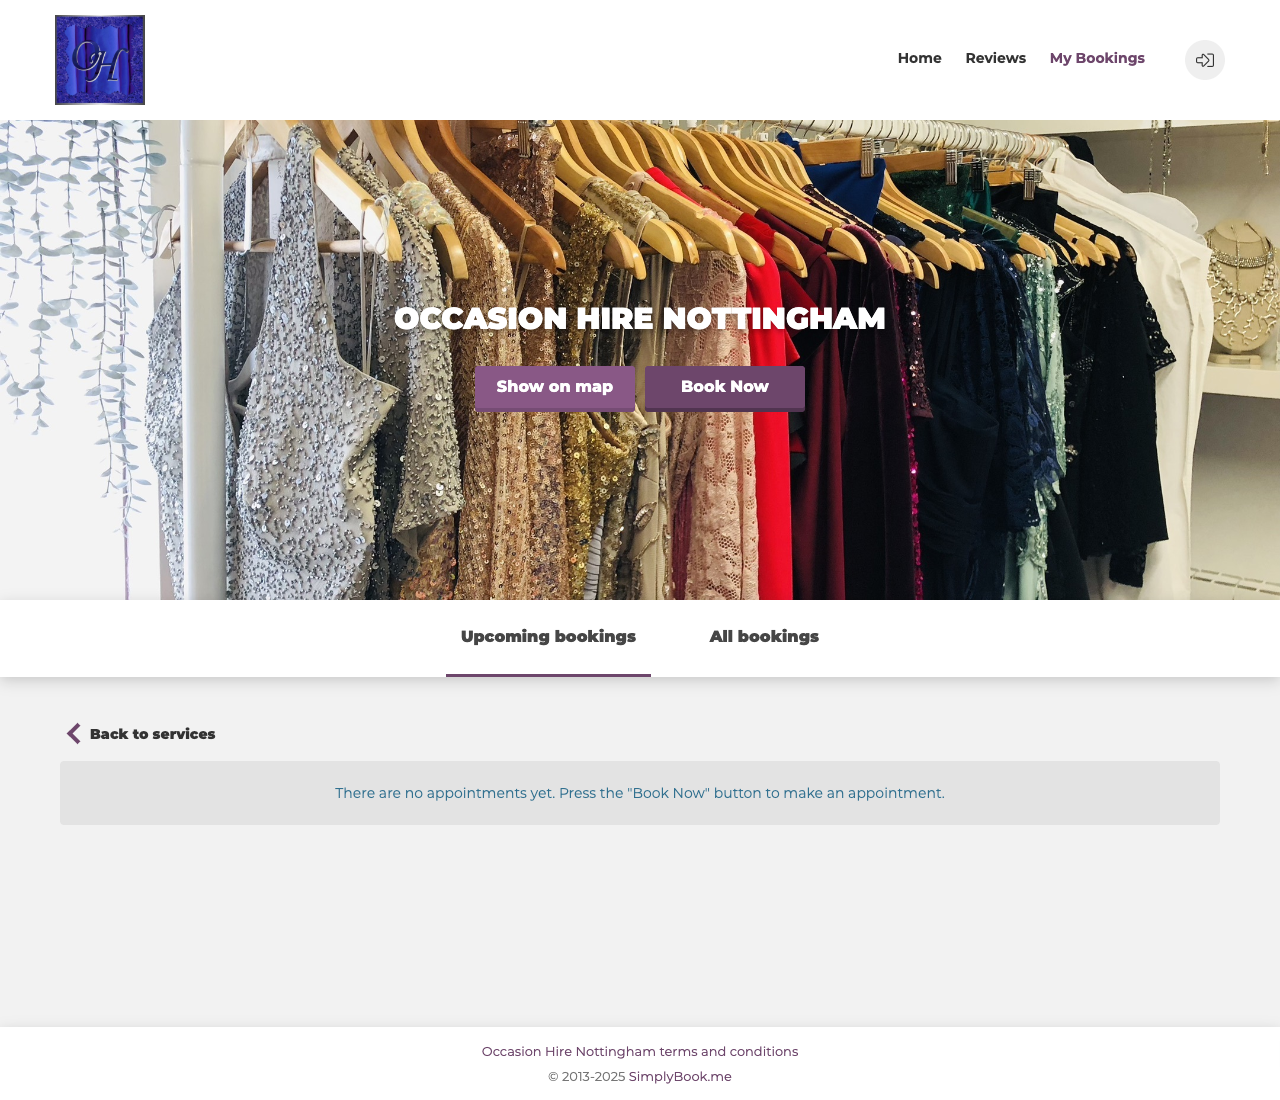 OH
Home
Reviews
My Bookings
OCCASION HIRE NOTTINGHAM
Show on map
Book Now
Upcoming bookings
All bookings
Back to services
There are no appointments yet. Press the "Book Now" button to make an appointment.
Occasion Hire Nottingham terms and conditions
© 2013-2025 SimplyBook.me